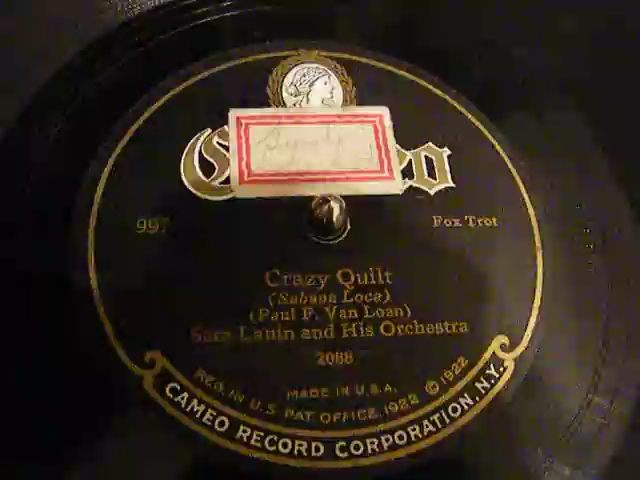 997
Fox Trot
Crazy Quilt
(Sabana Loca)
(Paul F. Van Loan)
Sam Lanin and His Orchestra
2088
MADE IN U.S.A.
REG. IN U.S. PAT OFFICE, 1922 © 1922
CAMEO RECORD CORPORATION, N.Y.